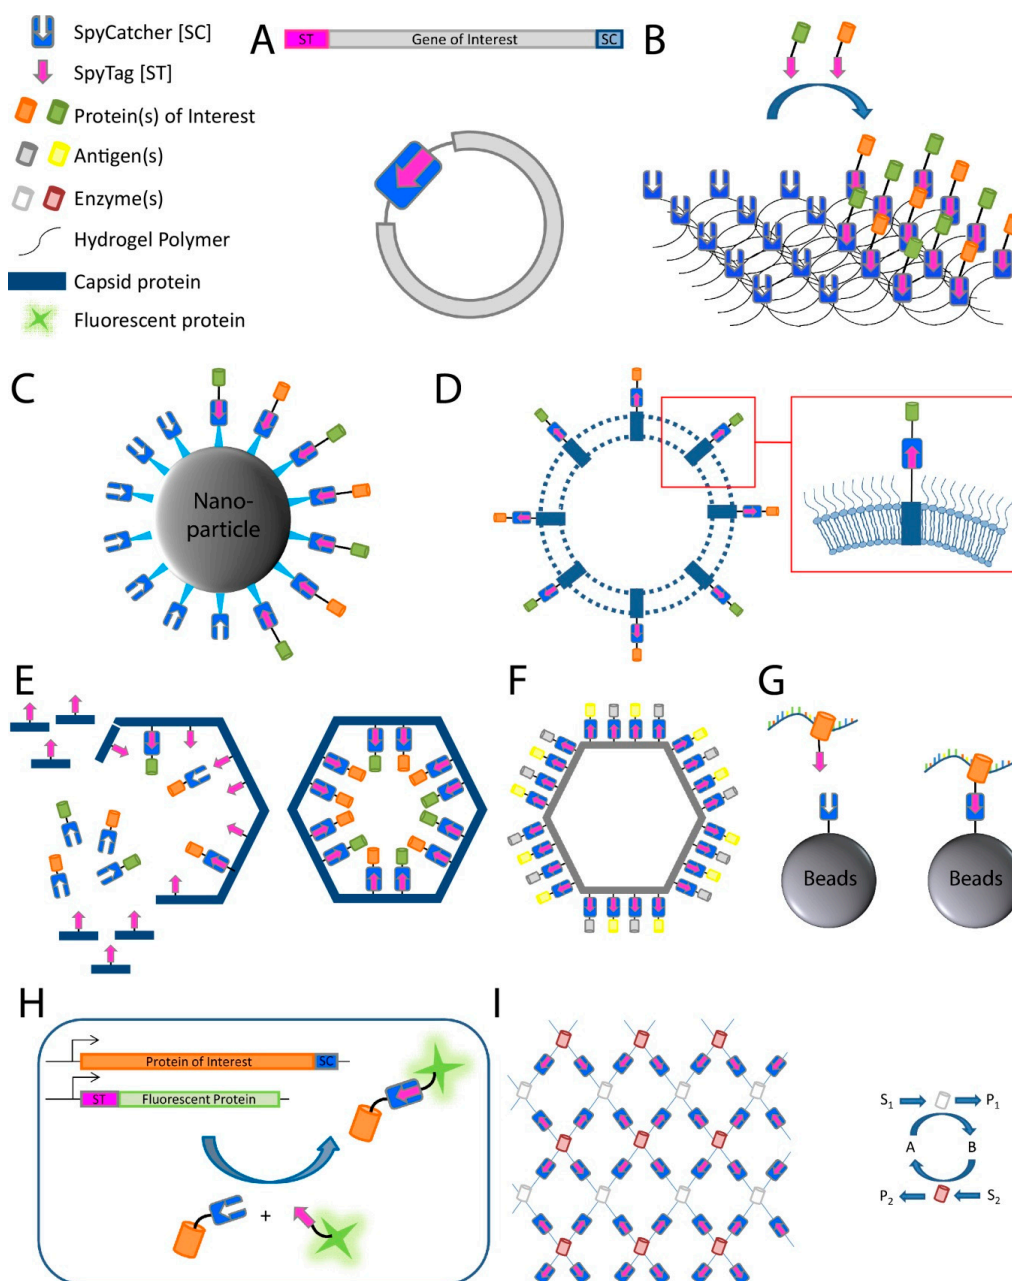 SpyCatcher [SC]
SpyTag [ST]
Protein(s) of Interest
Antigen(s)
Enzyme(s)
Hydrogel Polymer
Capsid protein
Fluorescent protein
A
ST
Gene of Interest
SC
B
C
Nano-
particle
D
E
F
G
Beads
Beads
H
Protein of Interest
SC
ST
Fluorescent Protein
+
I
S₁
P₁
A
B
P₂
S₂